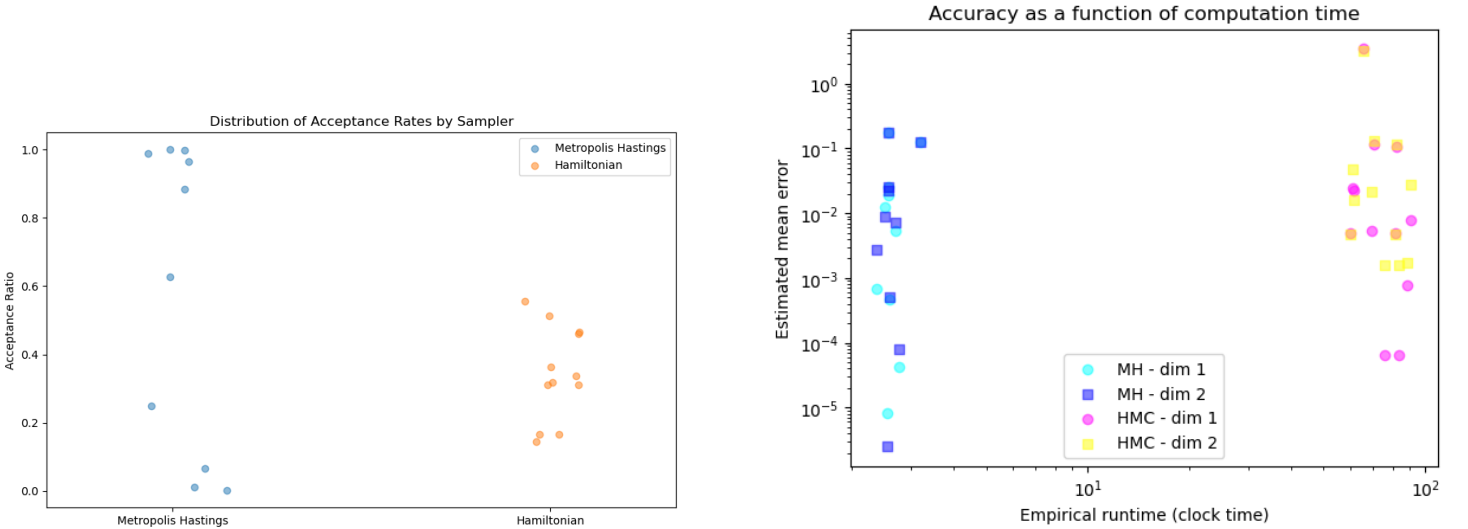 Distribution of Acceptance Rates by Sampler
Metropolis Hastings
Hamiltonian
1.0
0.8
0.6
0.4
0.2
0.0
Acceptance Ratio
Metropolis Hastings
Hamiltonian
Accuracy as a function of computation time
10⁰
10⁻¹
10⁻²
10⁻³
10⁻⁴
10⁻⁵
Estimated mean error
MH - dim 1
MH - dim 2
HMC - dim 1
HMC - dim 2
10¹
10²
Empirical runtime (clock time)